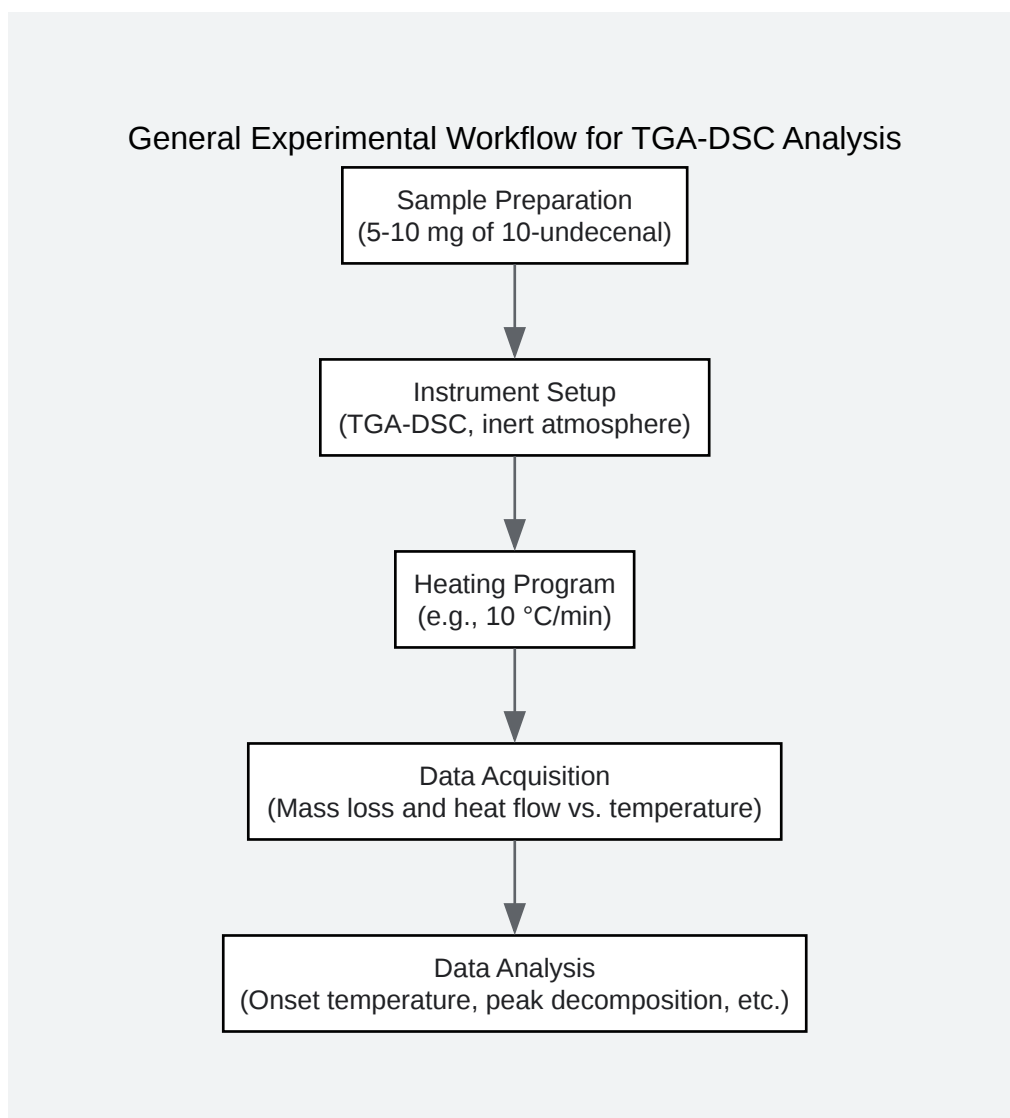 General Experimental Workflow for TGA-DSC Analysis
Sample Preparation
(5-10 mg of 10-undecenal)
Instrument Setup
(TGA-DSC, inert atmosphere)
Heating Program
(e.g., 10 °C/min)
Data Acquisition
(Mass loss and heat flow vs. temperature)
Data Analysis
(Onset temperature, peak decomposition, etc.)